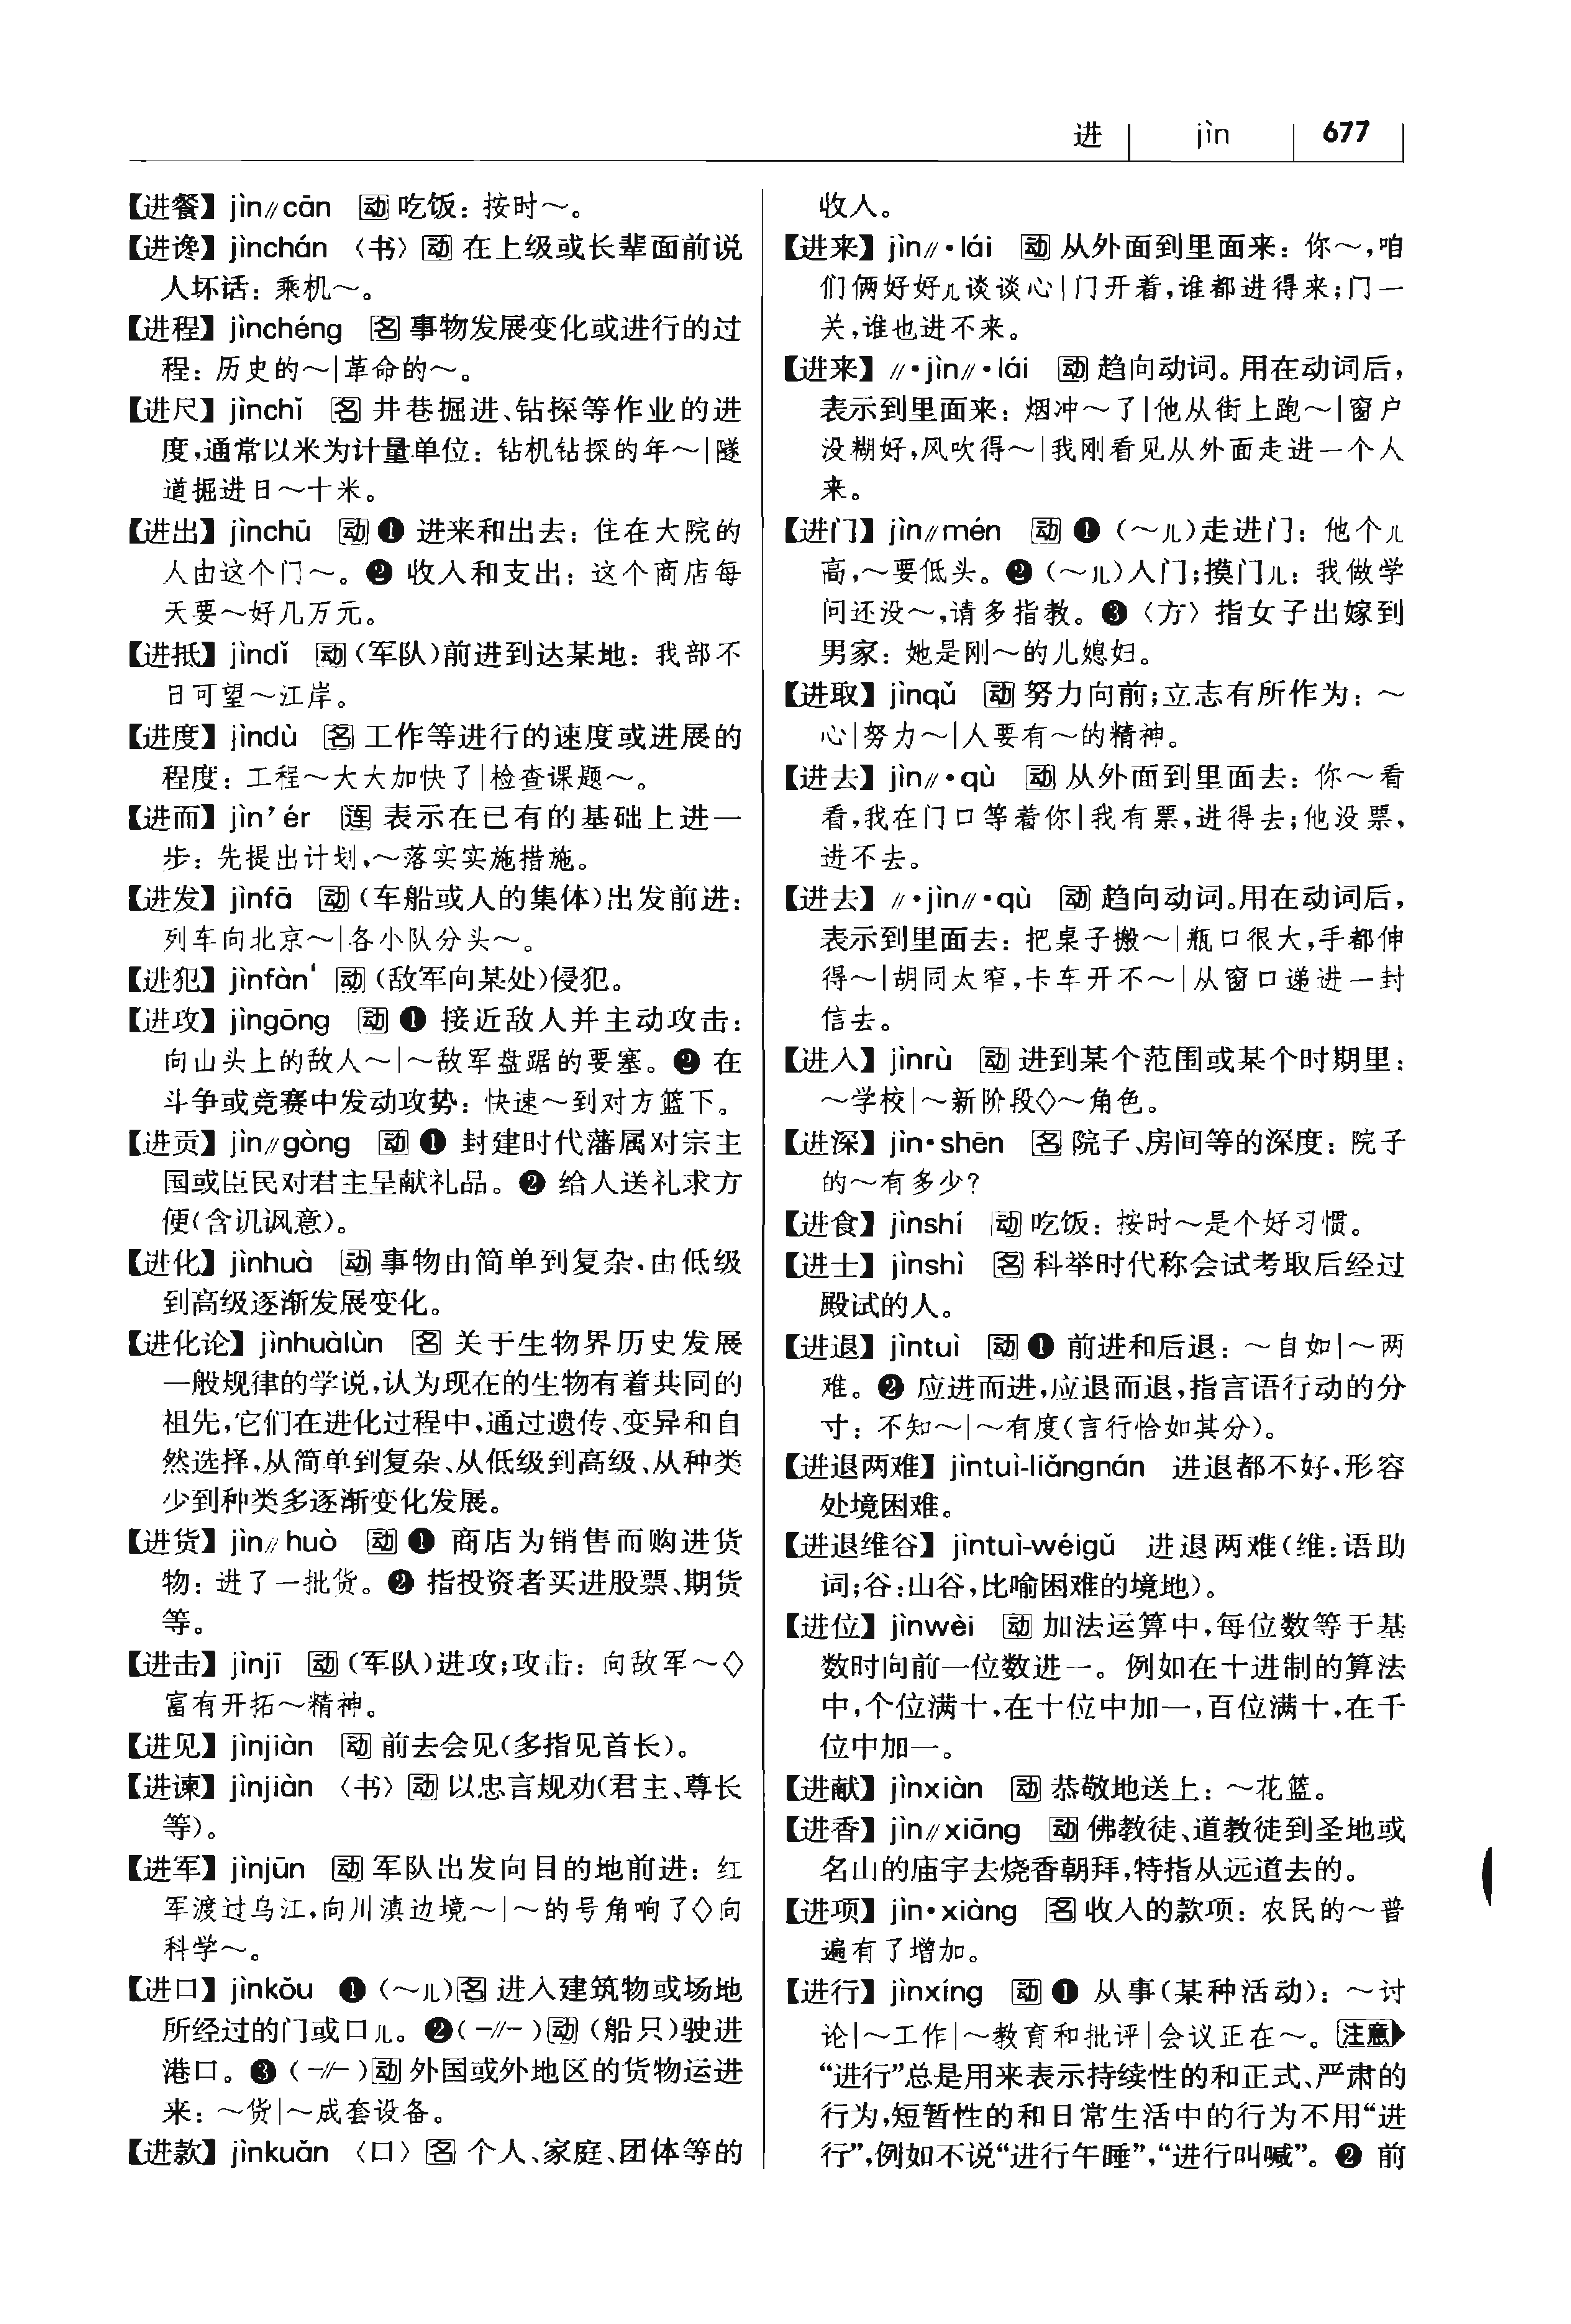 进 jìn 677
【进餐】 jìn∥cān 动 吃饭：按时～。
【进谗】 jìnchán 〈书〉动 在上级或长辈面前说
人坏话：乘机～。
【进程】 jìnchéng 名 事物发展变化或进行的过
程：历史的～|革命的～。
【进尺】 jìnchǐ 名 井巷掘进、钻探等作业的进
度，通常以米为计量单位：钻机钻探的年～|隧
道掘进日～十米。
【进出】 jìnchū 动 ❶ 进来和出去：住在大院的
人由这个门～。❷ 收入和支出：这个商店每
天要～好几万元。
【进抵】 jìndǐ 动（军队）前进到达某地：我部不
日可望～江岸。
【进度】 jìndù 名 工作等进行的速度或进展的
程度：工程～大大加快了|检查课题～。
【进而】 jìn’ér 连 表示在已有的基础上进一
步：先提出计划，～落实实施措施。
【进发】 jìnfā 动（车船或人的集体）出发前进：
列车向北京～|各小队分头～。
【进犯】 jìnfàn 动（敌军向某处）侵犯。
【进攻】 jìngōng 动 ❶ 接近敌人并主动攻击：
向山头上的敌人～|～敌军盘踞的要塞。❷ 在
斗争或竞赛中发动攻势：快速～到对方篮下。
【进贡】 jìn∥gòng 动 ❶ 封建时代藩属对宗主
国或臣民对君主呈献礼品。❷ 给人送礼求方
便（含讥讽意）。
【进化】 jìnhuà 动 事物由简单到复杂，由低级
到高级逐渐发展变化。
【进化论】 jìnhuàlùn 名 关于生物界历史发展
一般规律的学说，认为现在的生物有着共同的
祖先，它们在进化过程中，通过遗传、变异和自
然选择，从简单到复杂、从低级到高级、从种类
少到种类多逐渐变化发展。
【进货】 jìn∥huò 动 ❶ 商店为销售而购进货
物：进了一批货。❷ 指投资者买进股票、期货
等。
【进击】 jìnjī 动（军队）进攻；攻击：向敌军～◇
富有开拓～精神。
【进见】 jìnjiàn 动 前去会见（多指见首长）。
【进谏】 jìnjiàn 〈书〉动 以忠言规劝（君主、尊长
等）。
【进军】 jìnjūn 动 军队出发向目的地前进：红
军渡过乌江，向川滇边境～|～的号角响了◇向
科学～。
【进口】 jìnkǒu ❶（～儿）名 进入建筑物或场地
所经过的门或口儿。❷（－∥－）动（船只）驶进
港口。❸（－∥－）动 外国或外地区的货物运进
来：～货|～成套设备。
【进款】 jìnkuǎn 〈口〉名 个人、家庭、团体等的
收入。
【进来】 jìn∥•lái 动 从外面到里面来：你～，咱
们俩好好儿谈谈心|门开着，谁都进得来；门一
关，谁也进不来。
【进来】 ∥•jìn∥•lái 动 趋向动词。用在动词后，
表示到里面来：烟冲～了|他从街上跑～|窗户
没糊好，风吹得～|我刚看见从外面走进一个人
来。
【进门】 jìn∥mén 动 ❶（～儿）走进门：他个儿
高，～要低头。❷（～儿）入门；摸门儿：我做学
问还没～，请多指教。❸〈方〉指女子出嫁到
男家：她是刚～的儿媳妇。
【进取】 jìnqǔ 动 努力向前；立志有所作为：～
心|努力～|人要有～的精神。
【进去】 jìn∥•qù 动 从外面到里面去：你～看
看，我在门口等着你|我有票，进得去；他没票，
进不去。
【进去】 ∥•jìn∥•qù 动 趋向动词。用在动词后，
表示到里面去：把桌子搬～|瓶口很大，手都伸
得～|胡同太窄，卡车开不～|从窗口递进一封
信去。
【进入】 jìnrù 动 进到某个范围或某个时期里：
～学校|～新阶段◇～角色。
【进深】 jìn•shēn 名 院子、房间等的深度：院子
的～有多少？
【进食】 jìnshí 动 吃饭：按时～是个好习惯。
【进士】 jìnshì 名 科举时代称会试考取后经过
殿试的人。
【进退】 jìntuì 动 ❶ 前进和后退：～自如|～两
难。❷ 应进而进，应退而退，指言语行动的分
寸：不知～|～有度（言行恰如其分）。
【进退两难】 jìntuì-liǎngnán 进退都不好，形容
处境困难。
【进退维谷】 jìntuì-wéigǔ 进退两难（维：语助
词；谷：山谷，比喻困难的境地）。
【进位】 jìnwèi 动 加法运算中，每位数等于基
数时向前一位数进一。例如在十进制的算法
中，个位满十，在十位中加一，百位满十，在千
位中加一。
【进献】 jìnxiàn 动 恭敬地送上：～花篮。
【进香】 jìn∥xiāng 动 佛教徒、道教徒到圣地或
名山的庙宇去烧香朝拜，特指从远道去的。
【进项】 jìn•xiàng 名 收入的款项：农民的～普
遍有了增加。
【进行】 jìnxíng 动 ❶ 从事（某种活动）：～讨
论|～工作|～教育和批评|会议正在～。注意▶
“进行”总是用来表示持续性的和正式、严肃的
行为，短暂性的和日常生活中的行为不用“进
行”，例如不说“进行午睡”，“进行叫喊”。❷ 前